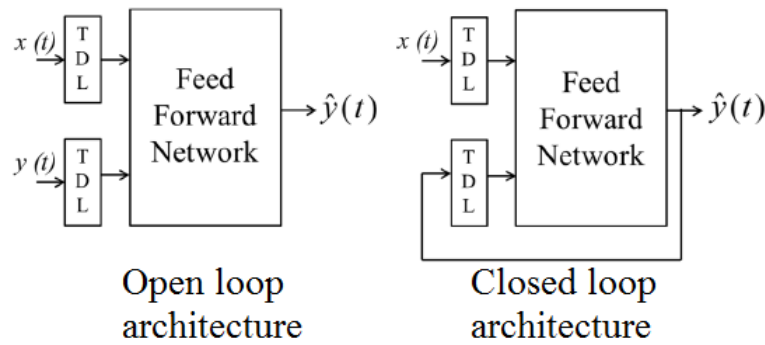 x (t)
T
D
L
Feed
Forward
Network
ŷ(t)
y (t)
T
D
L
Open loop
architecture
x (t)
T
D
L
Feed
Forward
Network
ŷ(t)
T
D
L
Closed loop
architecture